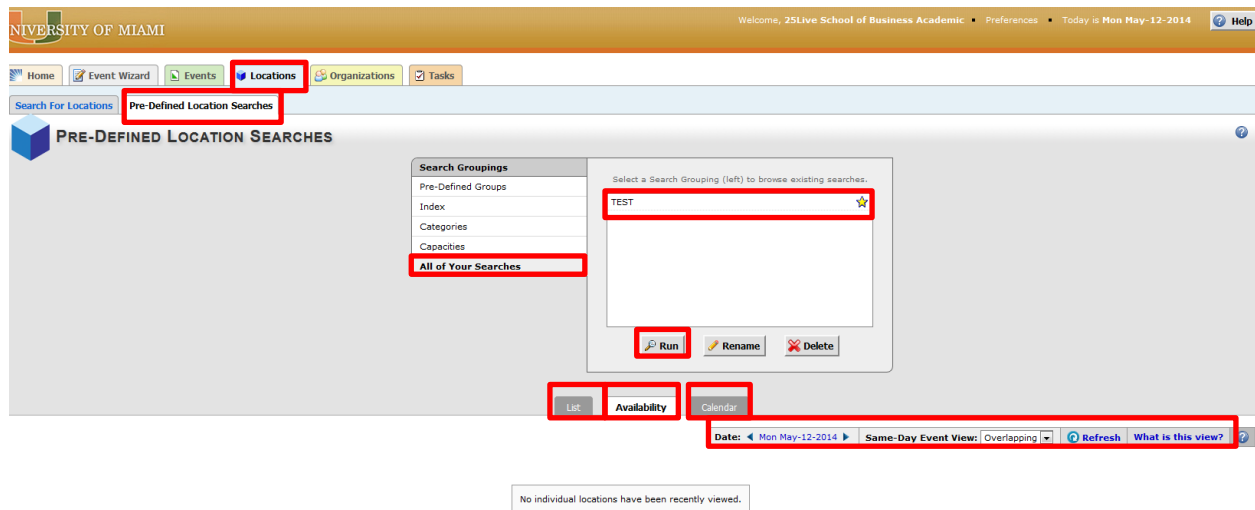 Welcome, 25Live School of Business Academic ▪ Preferences ▪ Today is Mon May-12-2014 Help
NIVERSITY OF MIAMI
Home Event Wizard Events Locations Organizations Tasks
Search For Locations Pre-Defined Location Searches
PRE-DEFINED LOCATION SEARCHES
Search Groupings
Pre-Defined Groups
Index
Categories
Capacities
All of Your Searches
Select a Search Grouping (left) to browse existing searches.
TEST
Run Rename Delete
List Availability Calendar
Date: Mon May-12-2014 Same-Day Event View: Overlapping Refresh What is this view?
No individual locations have been recently viewed.